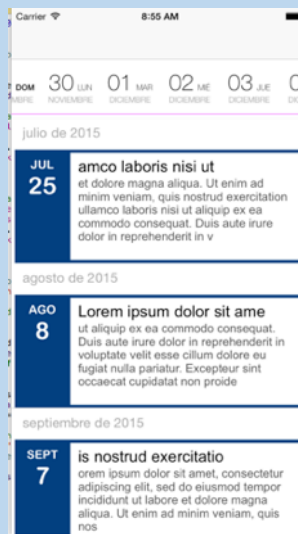 Carrier 8:55 AM
DOM 30 LUN 01 MAR 02 MIÉ 03 JUE 0
MBRE NOVIEMBRE DICIEMBRE DICIEMBRE DICIEMBRE DIC
julio de 2015
JUL
25
amco laboris nisi ut
et dolore magna aliqua. Ut enim ad
minim veniam, quis nostrud exercitation
ullamco laboris nisi ut aliquip ex ea
commodo consequat. Duis aute irure
dolor in reprehenderit in v
agosto de 2015
AGO
8
Lorem ipsum dolor sit ame
ut aliquip ex ea commodo consequat.
Duis aute irure dolor in reprehenderit in
voluptate velit esse cillum dolore eu
fugiat nulla pariatur. Excepteur sint
occaecat cupidatat non proide
septiembre de 2015
SEPT
7
is nostrud exercitatio
orem ipsum dolor sit amet, consectetur
adipiscing elit, sed do eiusmod tempor
incididunt ut labore et dolore magna
aliqua. Ut enim ad minim veniam, quis
nos